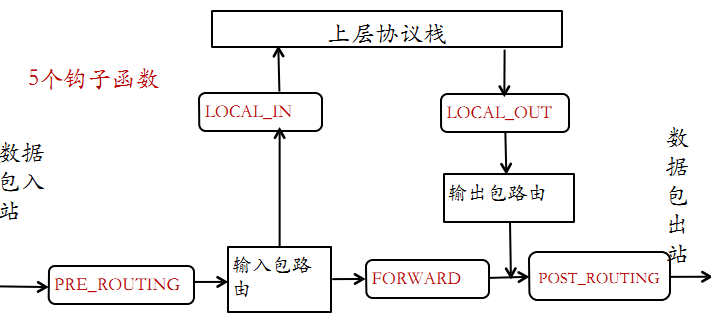 上层协议栈
5个钩子函数
LOCAL_IN
LOCAL_OUT
数据
包入
站
数
据
包
出
站
输出包路由
PRE_ROUTING
输入包路
由
FORWARD
POST_ROUTING